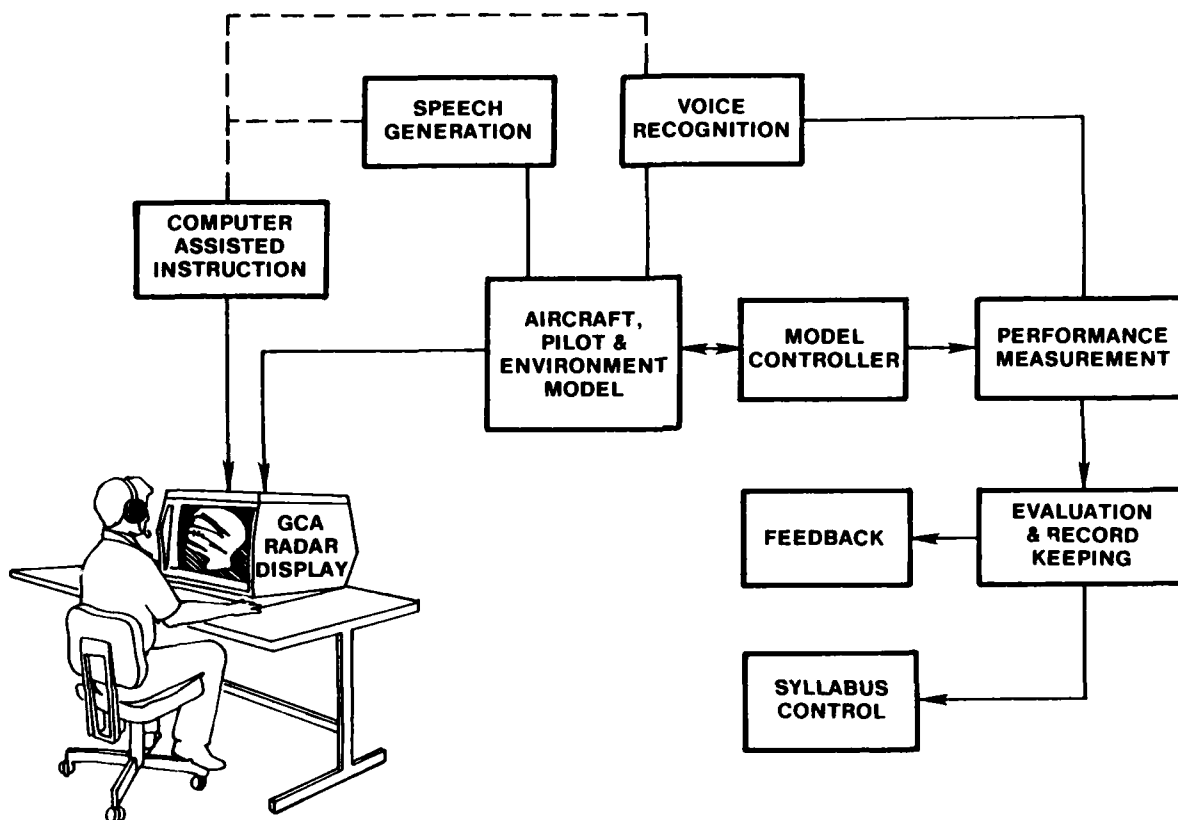 SPEECH
GENERATION
VOICE
RECOGNITION
COMPUTER
ASSISTED
INSTRUCTION
AIRCRAFT,
PILOT &
ENVIRONMENT
MODEL
MODEL
CONTROLLER
PERFORMANCE
MEASUREMENT
GCA
RADAR
DISPLAY
FEEDBACK
EVALUATION
& RECORD
KEEPING
SYLLABUS
CONTROL